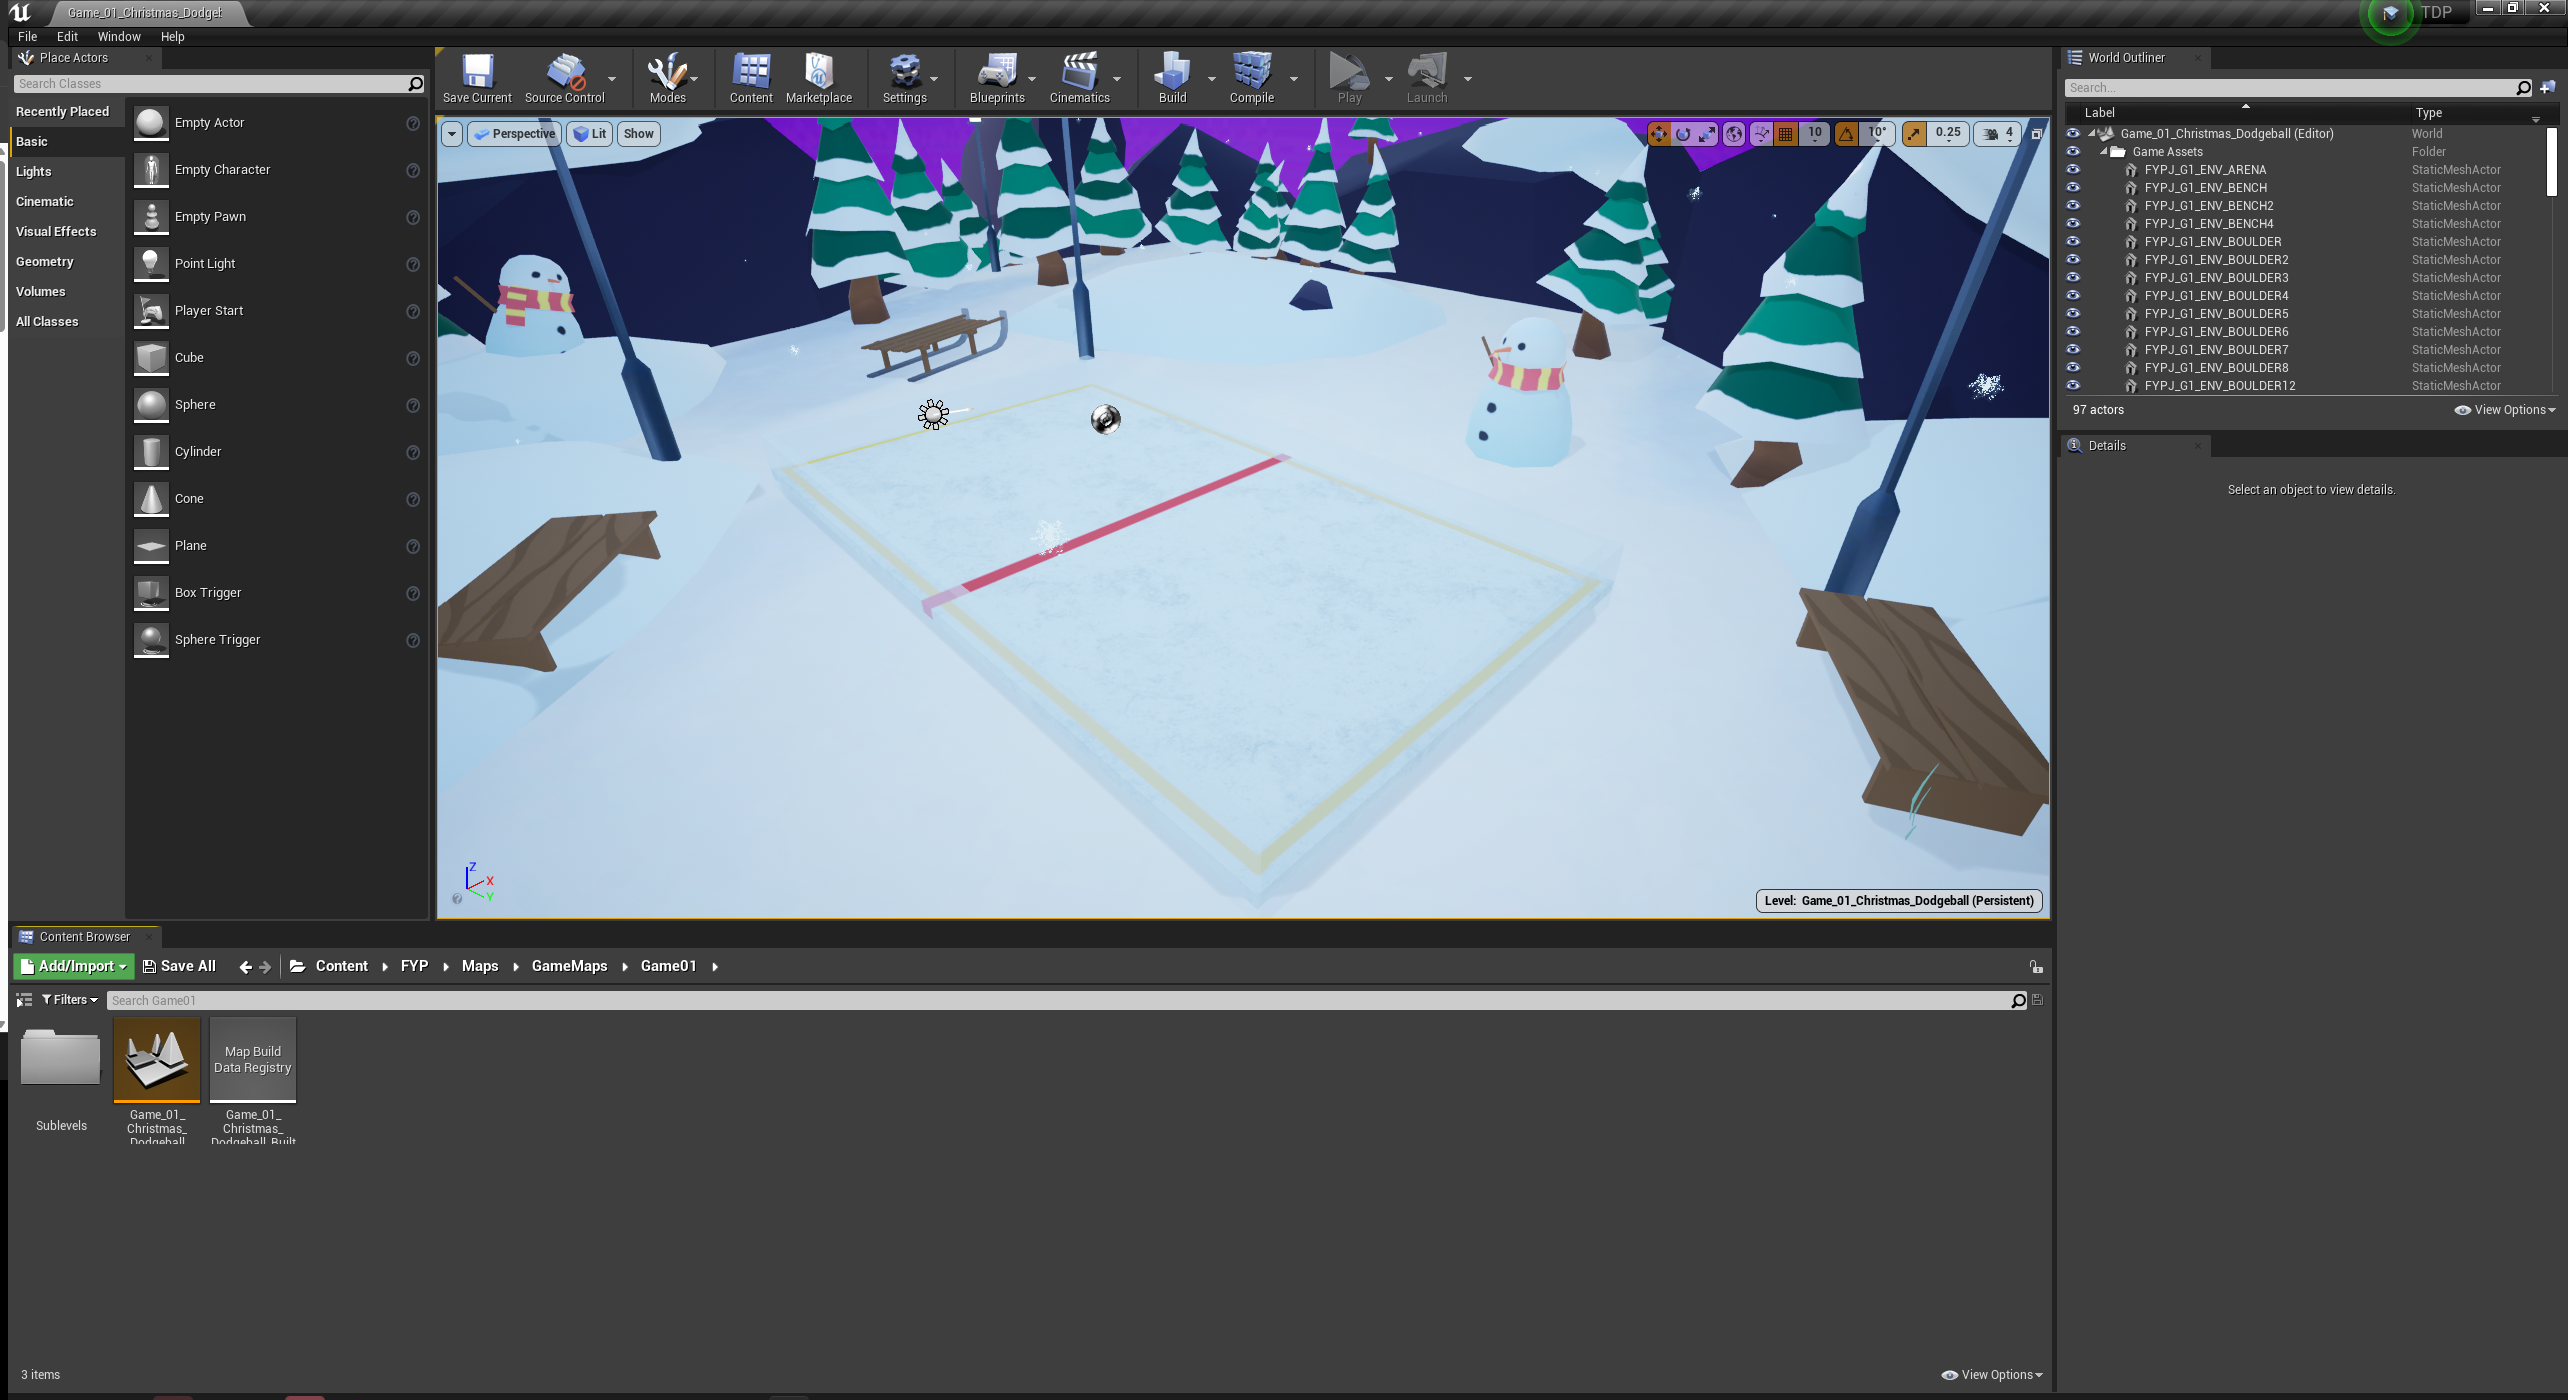 Game_01_Christmas_Dodget
TDP
File Edit Window Help
Place Actors
Search Classes
Recently Placed
Basic
Lights
Cinematic
Visual Effects
Geometry
Volumes
All Classes
Empty Actor
Empty Character
Empty Pawn
Point Light
Player Start
Cube
Sphere
Cylinder
Cone
Plane
Box Trigger
Sphere Trigger
Save Current
Source Control
Modes
Content
Marketplace
Settings
Blueprints
Cinematics
Build
Compile
Play
Launch
Perspective
Lit
Show
10
10°
0.25
4
Z
X
Y
Level: Game_01_Christmas_Dodgeball (Persistent)
World Outliner
Search...
Label Type
Game_01_Christmas_Dodgeball (Editor) World
Game Assets Folder
FYPJ_G1_ENV_ARENA StaticMeshActor
FYPJ_G1_ENV_BENCH StaticMeshActor
FYPJ_G1_ENV_BENCH2 StaticMeshActor
FYPJ_G1_ENV_BENCH4 StaticMeshActor
FYPJ_G1_ENV_BOULDER StaticMeshActor
FYPJ_G1_ENV_BOULDER2 StaticMeshActor
FYPJ_G1_ENV_BOULDER3 StaticMeshActor
FYPJ_G1_ENV_BOULDER4 StaticMeshActor
FYPJ_G1_ENV_BOULDER5 StaticMeshActor
FYPJ_G1_ENV_BOULDER6 StaticMeshActor
FYPJ_G1_ENV_BOULDER7 StaticMeshActor
FYPJ_G1_ENV_BOULDER8 StaticMeshActor
FYPJ_G1_ENV_BOULDER12 StaticMeshActor
97 actors
View Options
Details
Select an object to view details.
Content Browser
Add/Import
Save All
Content
FYP
Maps
GameMaps
Game01
Filters
Search Game01
Sublevels
Game_01_
Christmas_
Dodgeball
Map Build
Data Registry
Game_01_
Christmas_
Dodgeball_Built
3 items
View Options